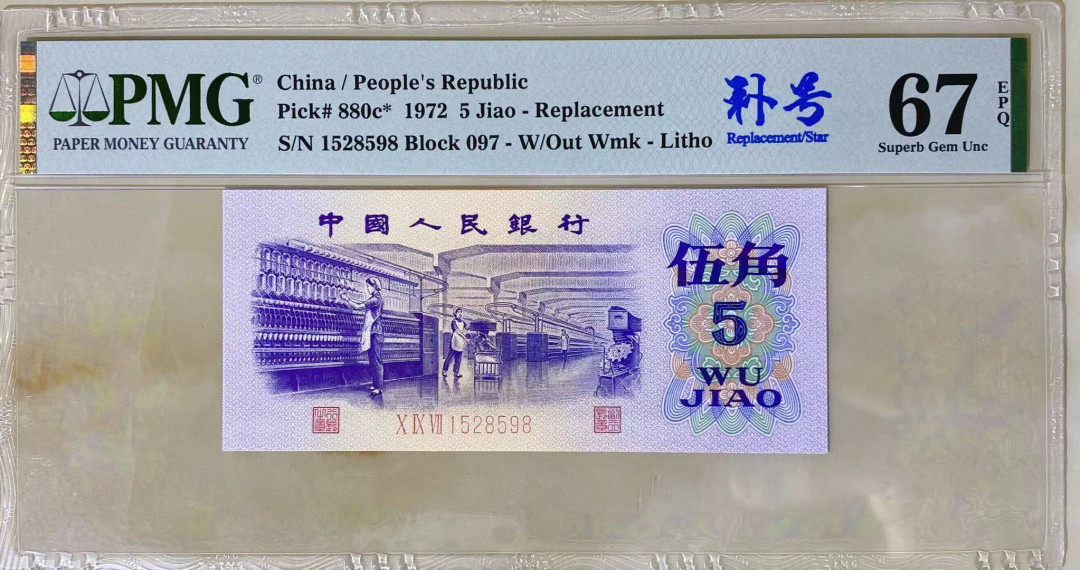 PMG®
PAPER MONEY GUARANTY
China / People's Republic
Pick# 880c* 1972 5 Jiao - Replacement
S/N 1528598 Block 097 - W/Out Wmk - Litho
补号
Replacement/Star
67
EPQ
Superb Gem Unc
中國人民銀行
伍角
5
WU
JIAO
X IX VII 1528598